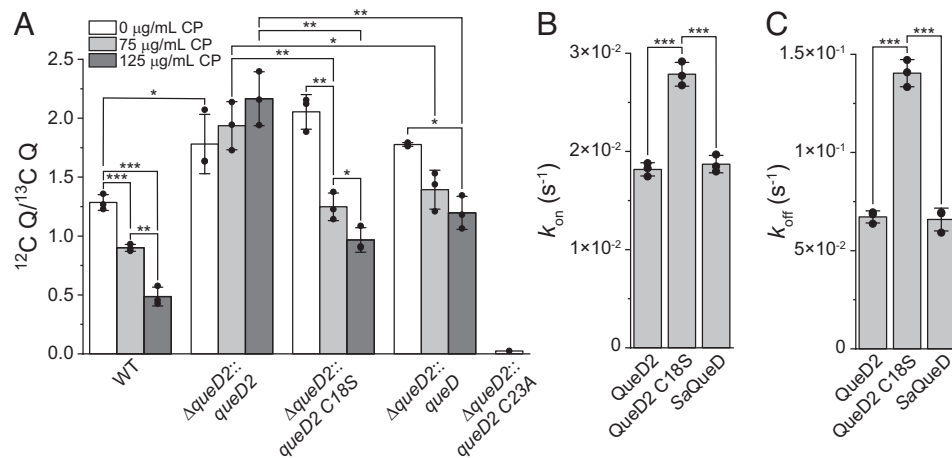 A
0 μg/mL CP
75 μg/mL CP
125 μg/mL CP
¹²C Q/¹³C Q
2.5
2.0
1.5
1.0
0.5
0.0
*
***
***
**
**
*
**
**
**
*
*
*
WT
ΔqueD2::
queD2
ΔqueD2::
queD2 C18S
ΔqueD2::
queD
ΔqueD2::
queD2 C23A
B
k_on (s⁻¹)
3×10⁻²
2×10⁻²
1×10⁻²
0
***
***
QueD2
QueD2 C18S
SaQueD
C
k_off (s⁻¹)
1.5×10⁻¹
1×10⁻¹
5×10⁻²
0
***
***
QueD2
QueD2 C18S
SaQueD